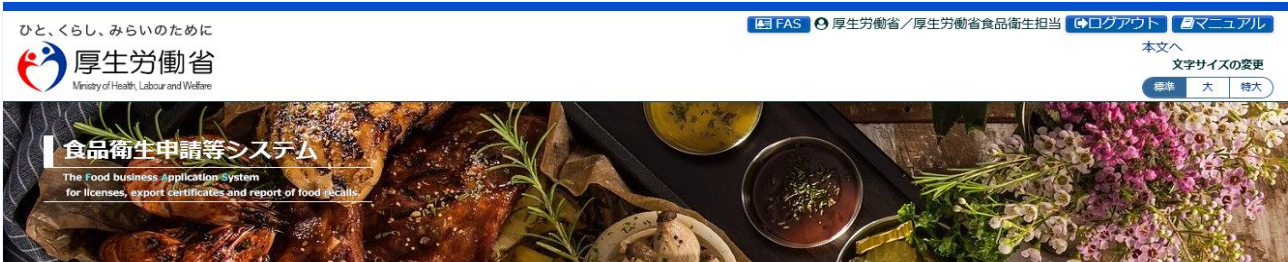 ひと、くらし、みらいのために
厚生労働省
Ministry of Health, Labour and Welfare
FAS 厚生労働省／厚生労働省食品衛生担当 ログアウト マニュアル
本文へ
文字サイズの変更
標準 大 特大
食品衛生申請等システム
The Food business Application System
for licenses, export certificates and report of food recalls.